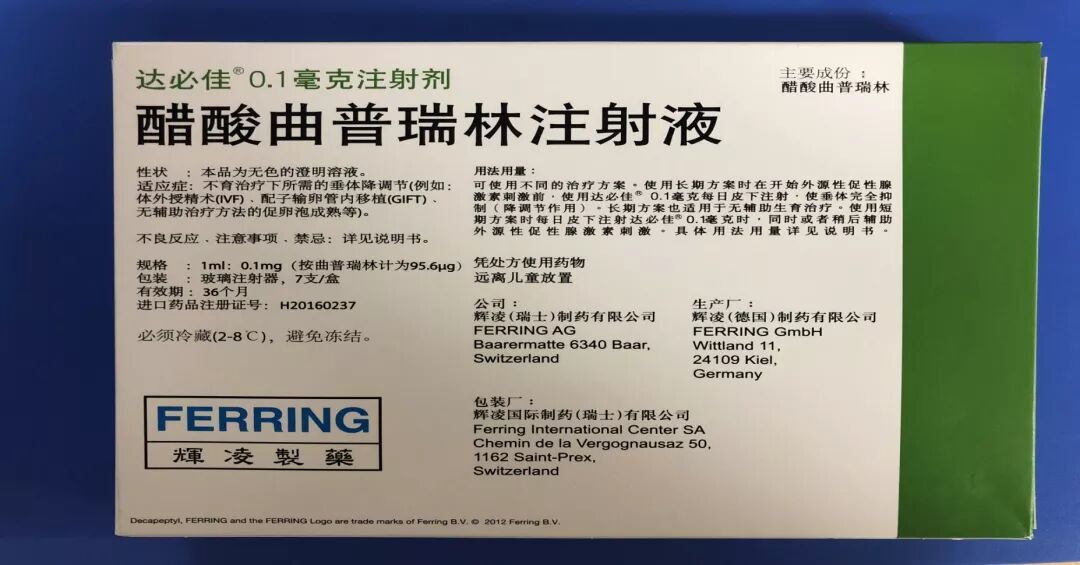 达必佳®0.1毫克注射剂
醋酸曲普瑞林注射液
主要成份：
醋酸曲普瑞林
性状 ：本品为无色的澄明溶液。
适应症：不育治疗下所需的垂体降调节(例如：
体外授精术(IVF)、配子输卵管内移植(GIFT)、
无辅助治疗方法的促卵泡成熟等)。
不良反应、注意事项、禁忌：详见说明书。
规格 ：1ml：0.1mg（按曲普瑞林计为95.6µg）
包装 ：玻璃注射器，7支/盒
有效期：36个月
进口药品注册证号：H20160237
必须冷藏(2-8℃)，避免冻结。
FERRING
輝凌製藥
用法用量：
可使用不同的治疗方案。使用长期方案时在开始外源性促性腺
激素刺激前，使用达必佳®0.1毫克每日皮下注射，使垂体完全抑
制（降调节作用）。长期方案也适用于无辅助生育治疗。使用短
期方案时每日皮下注射达必佳®0.1毫克时，同时或者稍后辅助
外源性促性腺激素刺激。具体用法用量详见说明书。
凭处方使用药物
远离儿童放置
公司：
辉凌(瑞士)制药有限公司
FERRING AG
Baarermatte 6340 Baar,
Switzerland
生产厂：
辉凌(德国)制药有限公司
FERRING GmbH
Wittland 11,
24109 Kiel,
Germany
包装厂：
辉凌国际制药(瑞士)有限公司
Ferring International Center SA
Chemin de la Vergognausaz 50,
1162 Saint-Prex,
Switzerland
Decapeptyl, FERRING and the FERRING Logo are trade marks of Ferring B.V. © 2012 Ferring B.V.